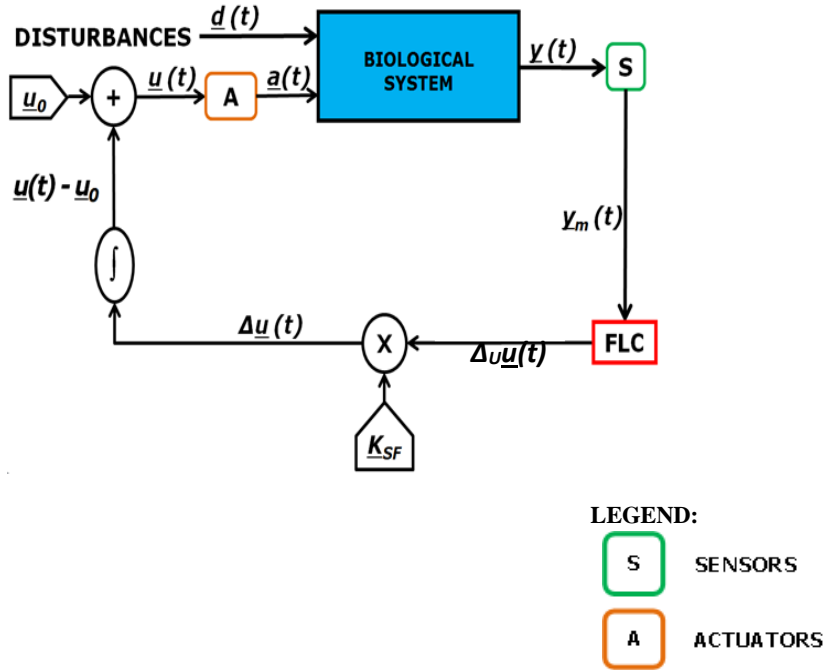 d(t)
DISTURBANCES
BIOLOGICAL
SYSTEM
y(t)
S
u0
+
u(t)
A
a(t)
u(t) - u0
ym(t)
∫
Δu(t)
X
ΔUu(t)
FLC
KSF
LEGEND:
S SENSORS
A ACTUATORS